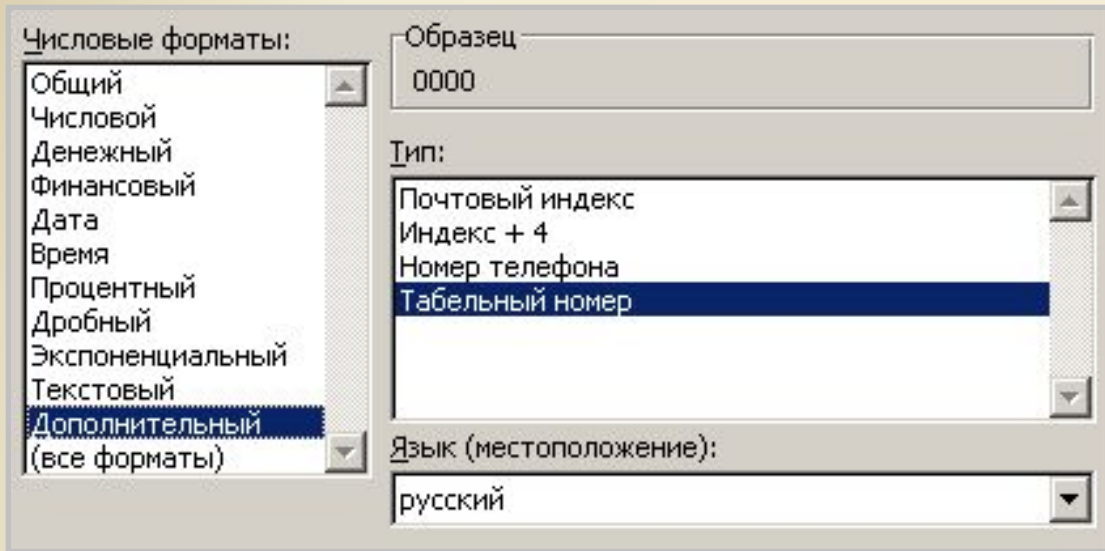 Числовые форматы:
Общий
Числовой
Денежный
Финансовый
Дата
Время
Процентный
Дробный
Экспоненциальный
Текстовый
Дополнительный
(все форматы)
Образец
0000
Тип:
Почтовый индекс
Индекс + 4
Номер телефона
Табельный номер
Язык (местоположение):
русский